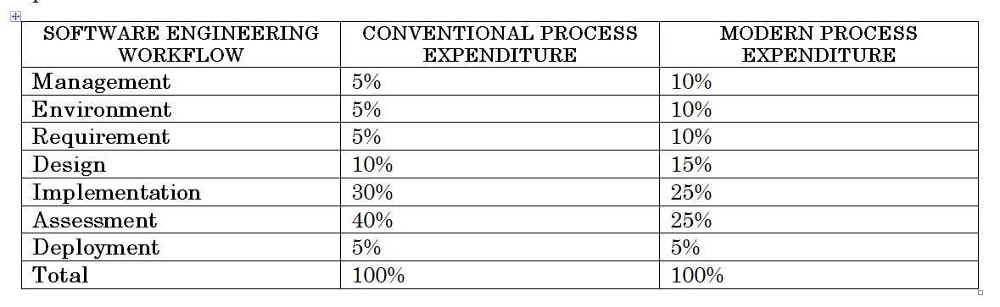 SOFTWARE ENGINEERING WORKFLOW CONVENTIONAL PROCESS EXPENDITURE MODERN PROCESS EXPENDITURE
Management 5% 10%
Environment 5% 10%
Requirement 5% 10%
Design 10% 15%
Implementation 30% 25%
Assessment 40% 25%
Deployment 5% 5%
Total 100% 100%